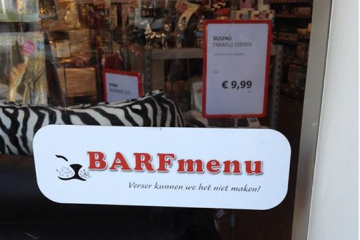 € 9,99
BARFmenu
Verser kunnen we het niet maken!